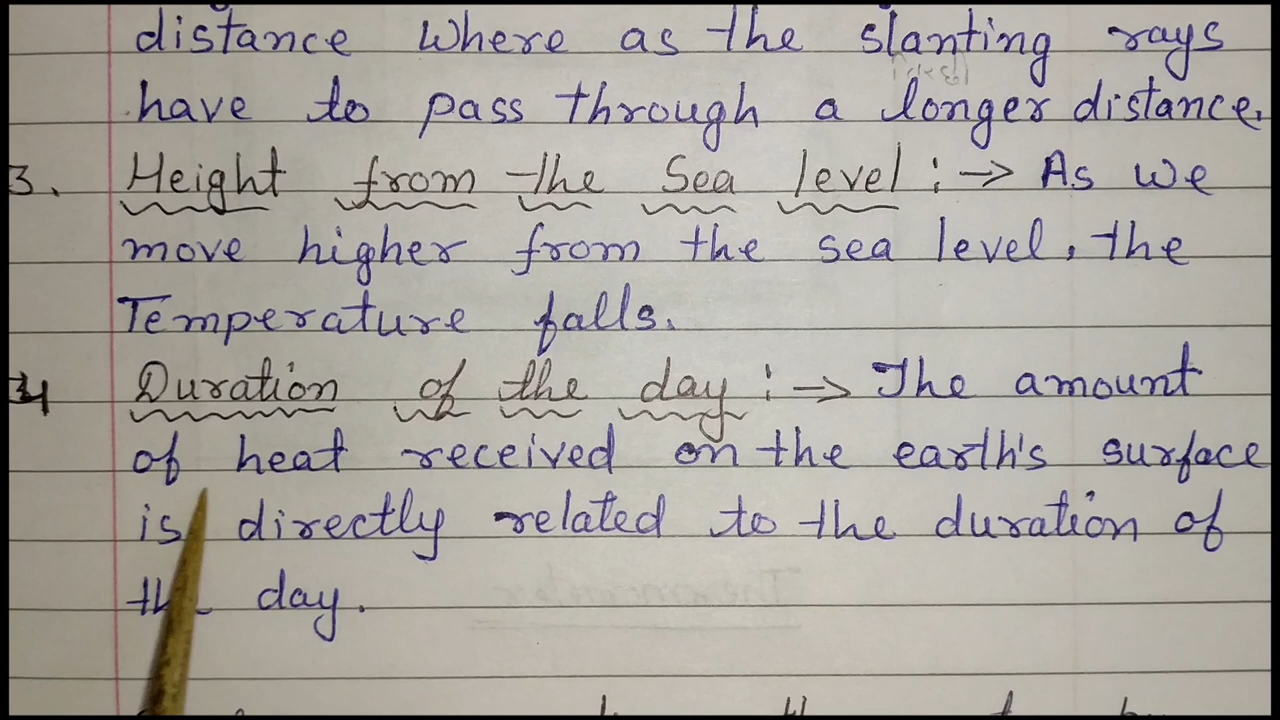 distance where as the slanting rays
have to pass through a longer distance.
3. Height from the Sea level :→ As we
move higher from the sea level, the
Temperature falls.
4 Duration of the day :→ The amount
of heat received on the earth's surface
is directly related to the duration of
the day.